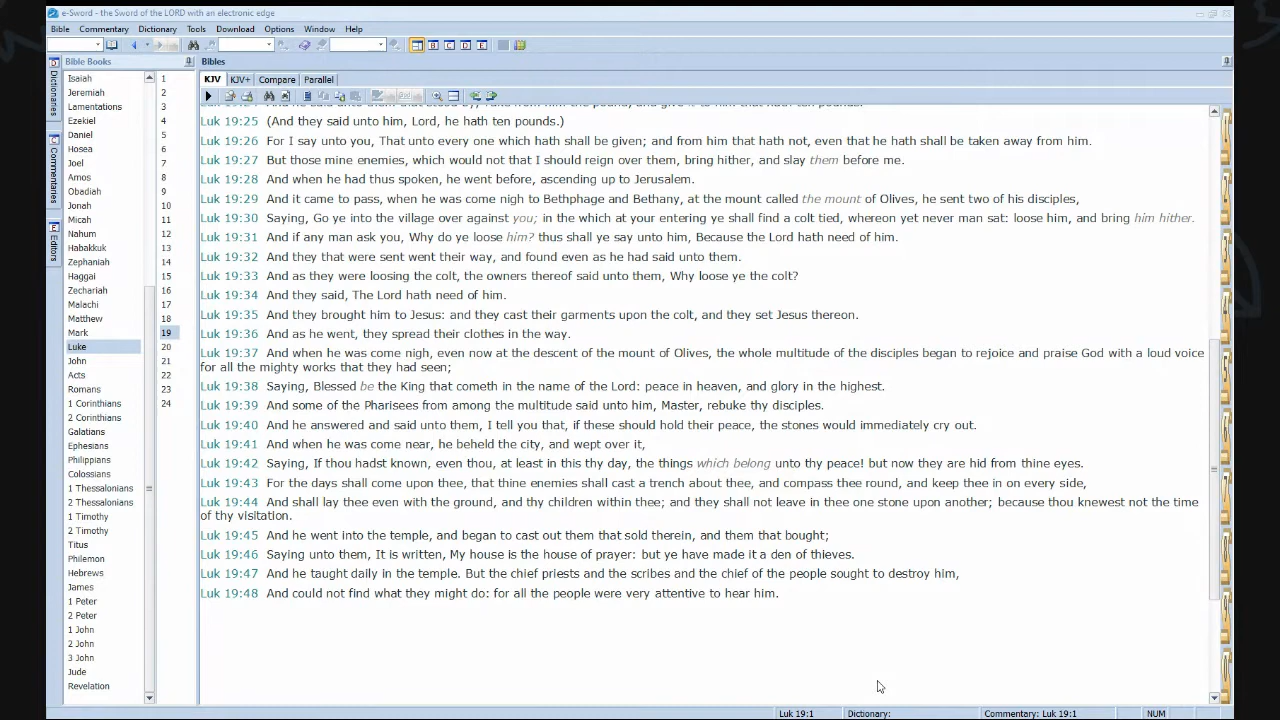 e-Sword - the Sword of the LORD with an electronic edge
Bible Commentary Dictionary Tools Download Options Window Help
B C D E
Bible Books
Bibles
KJV KJV+ Compare Parallel
Dictionaries
Commentaries
Editors
Isaiah
Jeremiah
Lamentations
Ezekiel
Daniel
Hosea
Joel
Amos
Obadiah
Jonah
Micah
Nahum
Habakkuk
Zephaniah
Haggai
Zechariah
Malachi
Matthew
Mark
Luke
John
Acts
Romans
1 Corinthians
2 Corinthians
Galatians
Ephesians
Philippians
Colossians
1 Thessalonians
2 Thessalonians
1 Timothy
2 Timothy
Titus
Philemon
Hebrews
James
1 Peter
2 Peter
1 John
2 John
3 John
Jude
Revelation
1
2
3
4
5
6
7
8
9
10
11
12
13
14
15
16
17
18
19
20
21
22
23
24
Luk 19:25 (And they said unto him, Lord, he hath ten pounds.)
Luk 19:26 For I say unto you, That unto every one which hath shall be given; and from him that hath not, even that he hath shall be taken away from him.
Luk 19:27 But those mine enemies, which would not that I should reign over them, bring hither, and slay them before me.
Luk 19:28 And when he had thus spoken, he went before, ascending up to Jerusalem.
Luk 19:29 And it came to pass, when he was come nigh to Bethphage and Bethany, at the mount called the mount of Olives, he sent two of his disciples,
Luk 19:30 Saying, Go ye into the village over against you; in the which at your entering ye shall find a colt tied, whereon yet never man sat: loose him, and bring him hither.
Luk 19:31 And if any man ask you, Why do ye loose him? thus shall ye say unto him, Because the Lord hath need of him.
Luk 19:32 And they that were sent went their way, and found even as he had said unto them.
Luk 19:33 And as they were loosing the colt, the owners thereof said unto them, Why loose ye the colt?
Luk 19:34 And they said, The Lord hath need of him.
Luk 19:35 And they brought him to Jesus: and they cast their garments upon the colt, and they set Jesus thereon.
Luk 19:36 And as he went, they spread their clothes in the way.
Luk 19:37 And when he was come nigh, even now at the descent of the mount of Olives, the whole multitude of the disciples began to rejoice and praise God with a loud voice
for all the mighty works that they had seen;
Luk 19:38 Saying, Blessed be the King that cometh in the name of the Lord: peace in heaven, and glory in the highest.
Luk 19:39 And some of the Pharisees from among the multitude said unto him, Master, rebuke thy disciples.
Luk 19:40 And he answered and said unto them, I tell you that, if these should hold their peace, the stones would immediately cry out.
Luk 19:41 And when he was come near, he beheld the city, and wept over it,
Luk 19:42 Saying, If thou hadst known, even thou, at least in this thy day, the things which belong unto thy peace! but now they are hid from thine eyes.
Luk 19:43 For the days shall come upon thee, that thine enemies shall cast a trench about thee, and compass thee round, and keep thee in on every side,
Luk 19:44 And shall lay thee even with the ground, and thy children within thee; and they shall not leave in thee one stone upon another; because thou knewest not the time
of thy visitation.
Luk 19:45 And he went into the temple, and began to cast out them that sold therein, and them that bought;
Luk 19:46 Saying unto them, It is written, My house is the house of prayer: but ye have made it a den of thieves.
Luk 19:47 And he taught daily in the temple. But the chief priests and the scribes and the chief of the people sought to destroy him,
Luk 19:48 And could not find what they might do: for all the people were very attentive to hear him.
Luk 19:1 Dictionary: Commentary: Luk 19:1 NUM